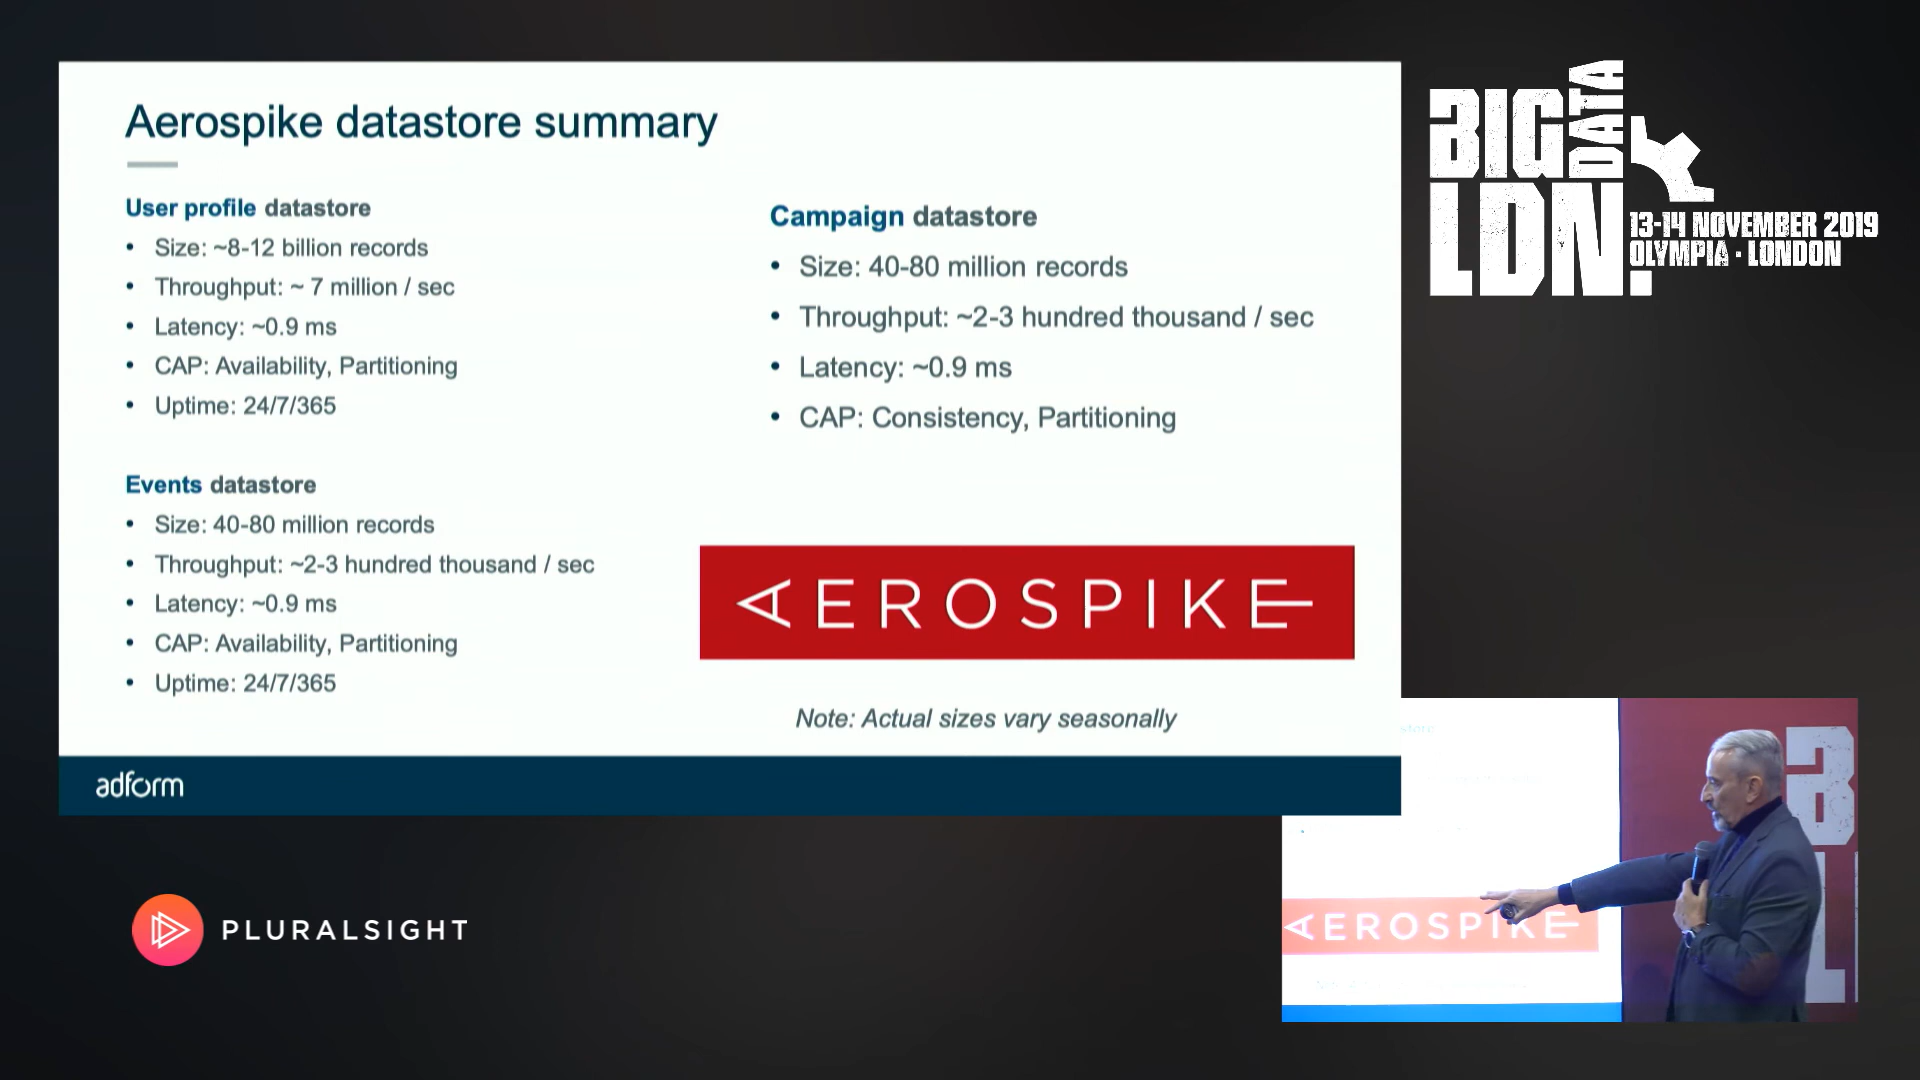 Aerospike datastore summary
User profile datastore
• Size: ~8-12 billion records
• Throughput: ~ 7 million / sec
• Latency: ~0.9 ms
• CAP: Availability, Partitioning
• Uptime: 24/7/365
Events datastore
• Size: 40-80 million records
• Throughput: ~2-3 hundred thousand / sec
• Latency: ~0.9 ms
• CAP: Availability, Partitioning
• Uptime: 24/7/365
Campaign datastore
• Size: 40-80 million records
• Throughput: ~2-3 hundred thousand / sec
• Latency: ~0.9 ms
• CAP: Consistency, Partitioning
AEROSPIKE
Note: Actual sizes vary seasonally
adform
BIG DATA
LDN.
13-14 NOVEMBER 2019
OLYMPIA · LONDON
AEROSPIKE
PLURALSIGHT